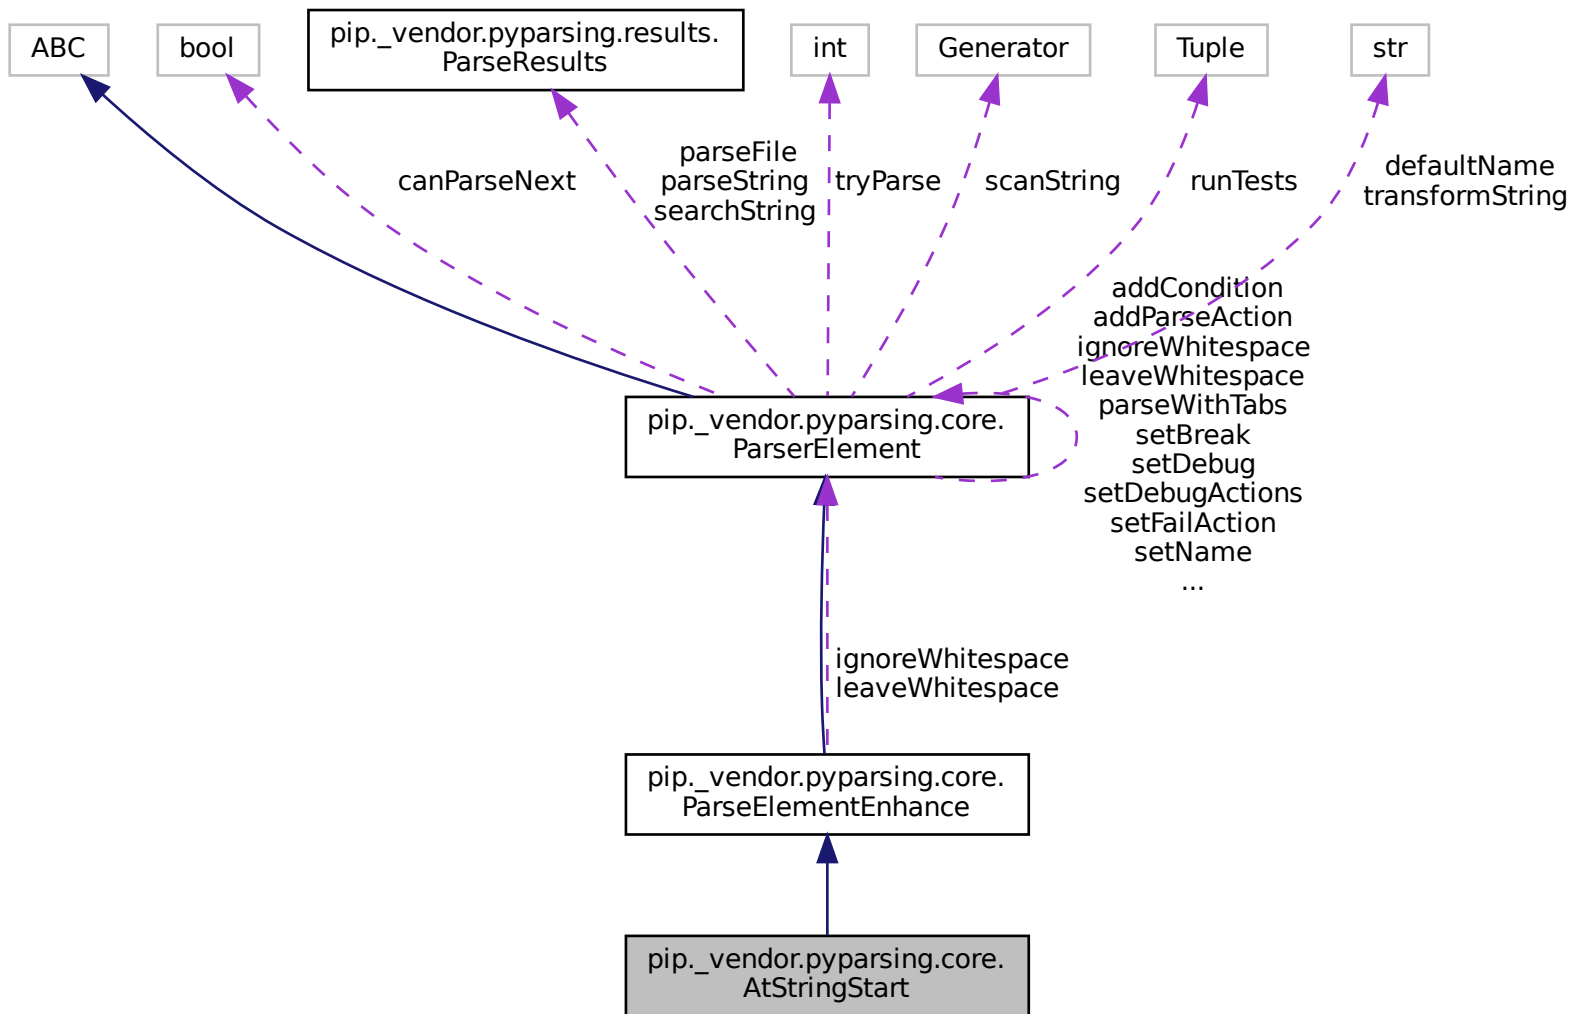 ABC
bool
pip._vendor.pyparsing.results.
ParseResults
int
Generator
Tuple
str
canParseNext
parseFile
parseString
searchString
tryParse
scanString
runTests
defaultName
transformString
addCondition
addParseAction
ignoreWhitespace
leaveWhitespace
parseWithTabs
setBreak
setDebug
setDebugActions
setFailAction
setName
...
pip._vendor.pyparsing.core.
ParserElement
ignoreWhitespace
leaveWhitespace
pip._vendor.pyparsing.core.
ParseElementEnhance
pip._vendor.pyparsing.core.
AtStringStart